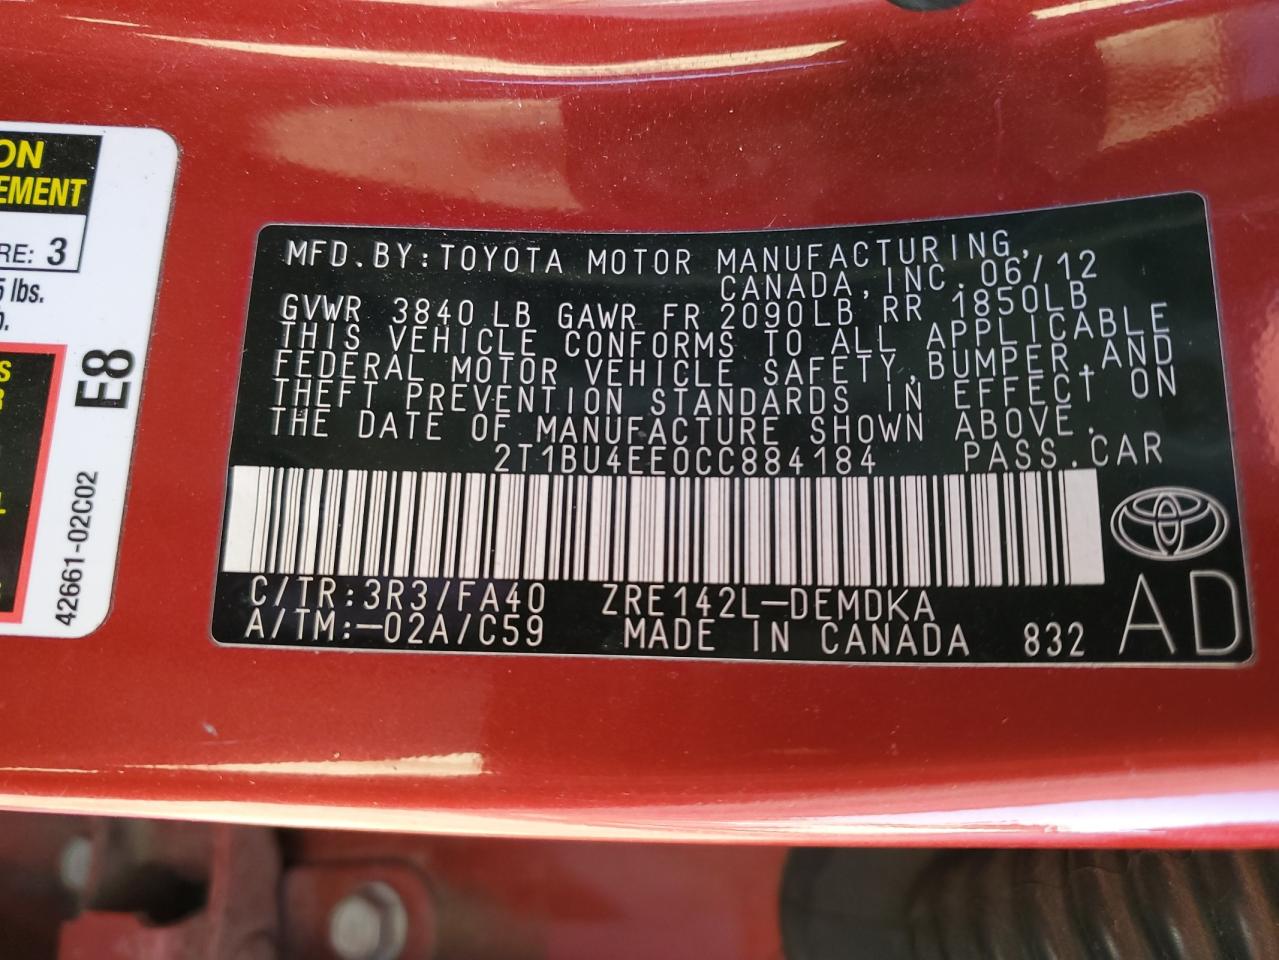 ON
EMENT
RE: 3
5 lbs.
E8
42661-02C02
MFD.BY:TOYOTA MOTOR MANUFACTURING,
CANADA,INC. 06/12
GVWR 3840 LB GAWR FR 2090LB RR 1850LB
THIS VEHICLE CONFORMS TO ALL APPLICABLE
FEDERAL MOTOR VEHICLE SAFETY,BUMPER,AND
THEFT PREVENTION STANDARDS IN EFFECT ON
THE DATE OF MANUFACTURE SHOWN ABOVE.
2T1BU4EE0CC884184 PASS.CAR
C/TR:3R3/FA40 ZRE142L-DEMDKA
A/TM:-02A/C59 MADE IN CANADA 832
AD